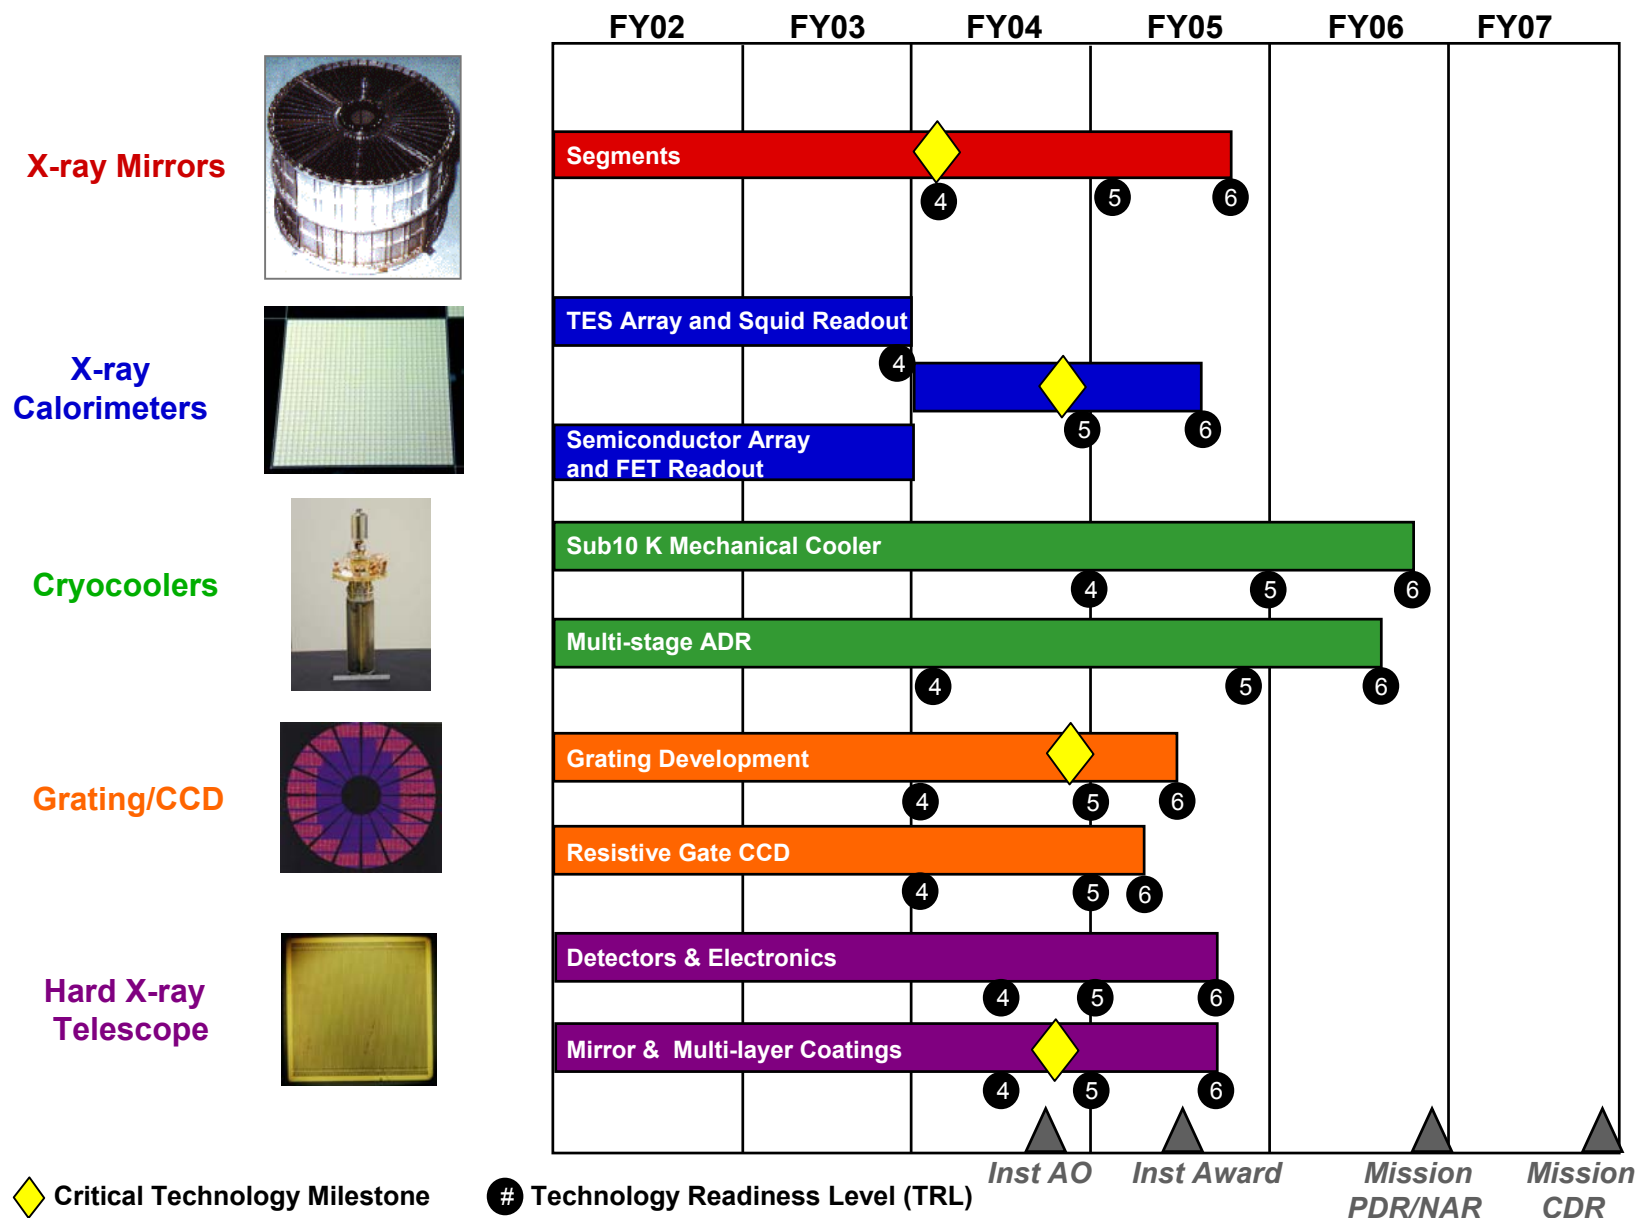 FY02 FY03 FY04 FY05 FY06 FY07
X-ray Mirrors
Segments
4 5 6
X-ray
Calorimeters
TES Array and Squid Readout
4
5 6
Semiconductor Array
and FET Readout
Cryocoolers
Sub10 K Mechanical Cooler
4 5 6
Multi-stage ADR
4 5 6
Grating/CCD
Grating Development
4 5 6
Resistive Gate CCD
4 5 6
Hard X-ray
Telescope
Detectors & Electronics
4 5 6
Mirror & Multi-layer Coatings
4 5 6
Inst AO
Inst Award
Mission
PDR/NAR
Mission
CDR
Critical Technology Milestone
# Technology Readiness Level (TRL)